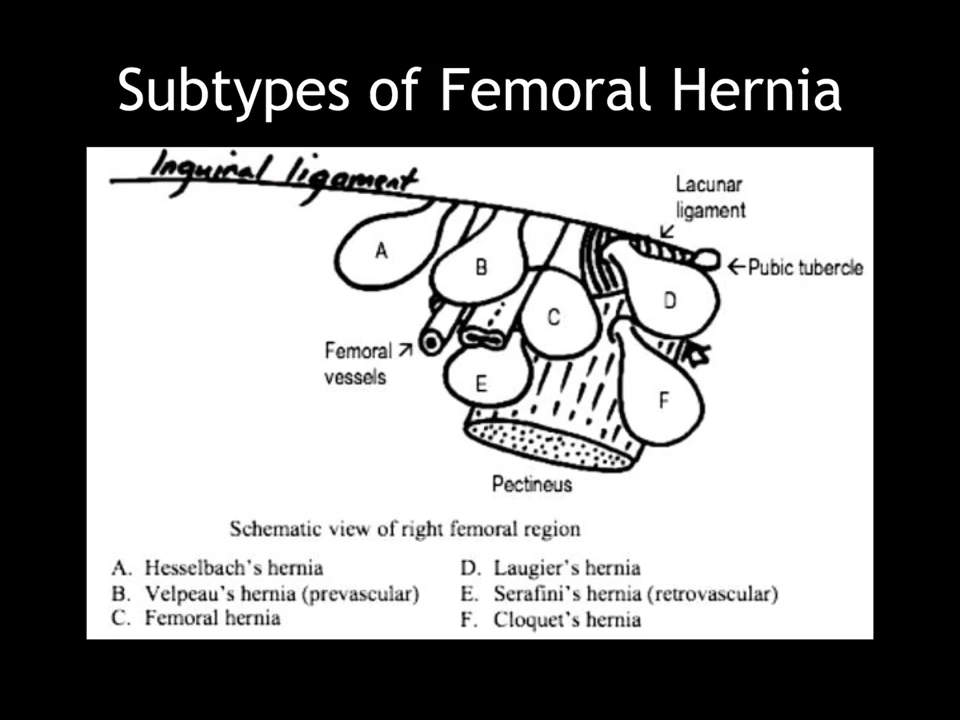 Subtypes of Femoral Hernia
Inguinal ligament
Lacunar
ligament
A
B
←Pubic tubercle
D
C
Femoral
vessels
E
F
Pectineus
Schematic view of right femoral region
A. Hesselbach's hernia
B. Velpeau's hernia (prevascular)
C. Femoral hernia
D. Laugier's hernia
E. Serafini's hernia (retrovascular)
F. Cloquet's hernia